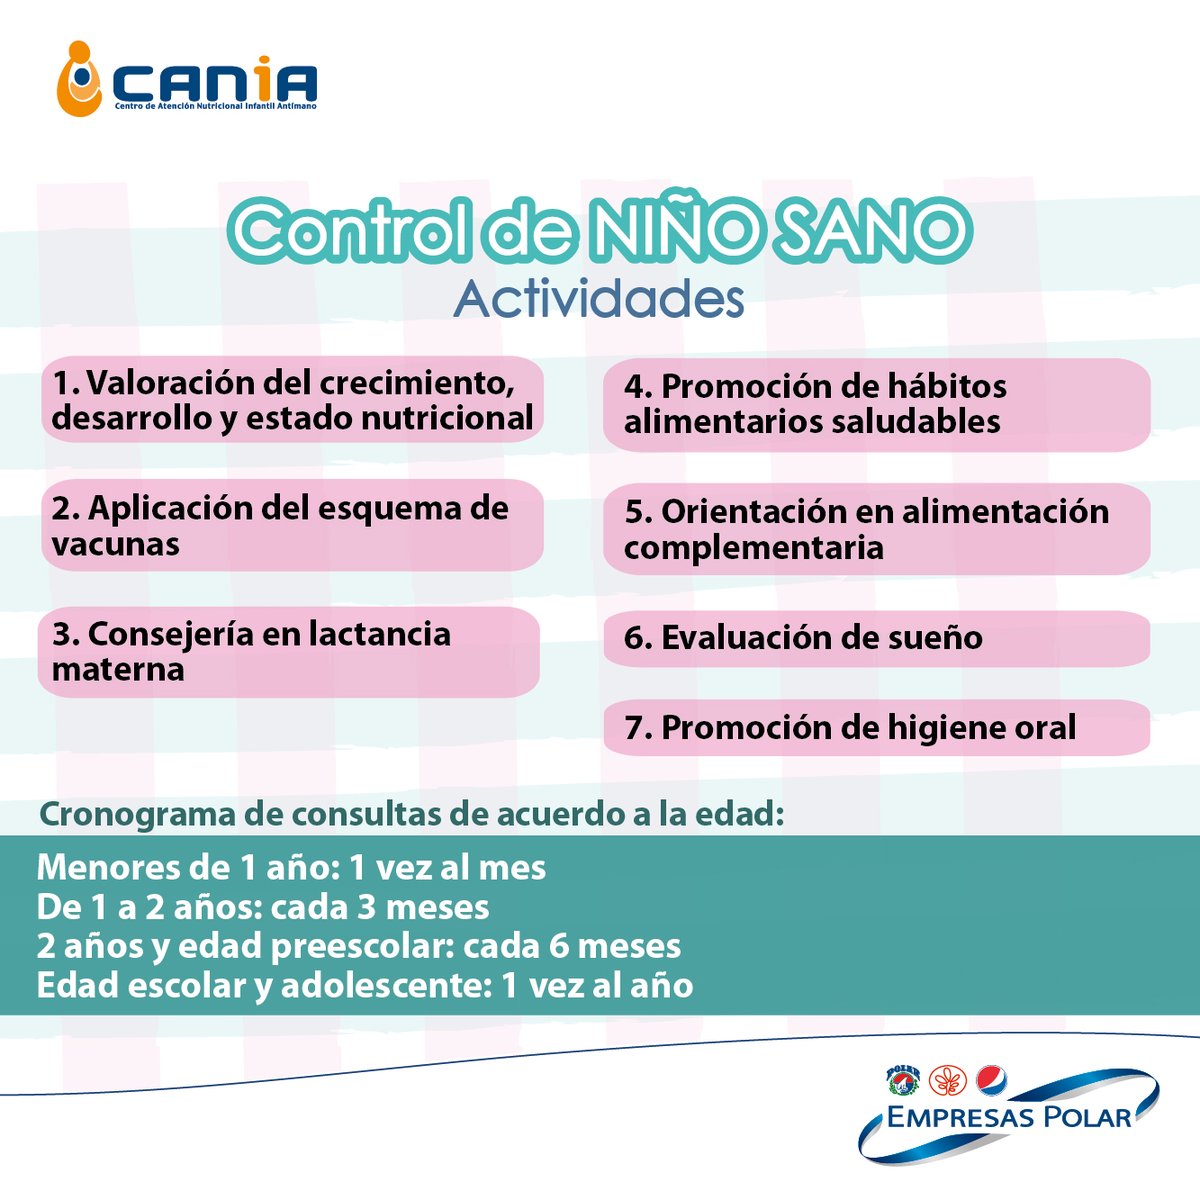 CANiA
Centro de Atención Nutricional Infantil Antímano
Control de NIÑO SANO
Actividades
1. Valoración del crecimiento,
desarrollo y estado nutricional
2. Aplicación del esquema de
vacunas
3. Consejería en lactancia
materna
4. Promoción de hábitos
alimentarios saludables
5. Orientación en alimentación
complementaria
6. Evaluación de sueño
7. Promoción de higiene oral
Cronograma de consultas de acuerdo a la edad:
Menores de 1 año: 1 vez al mes
De 1 a 2 años: cada 3 meses
2 años y edad preescolar: cada 6 meses
Edad escolar y adolescente: 1 vez al año
POLAR
EMPRESAS POLAR